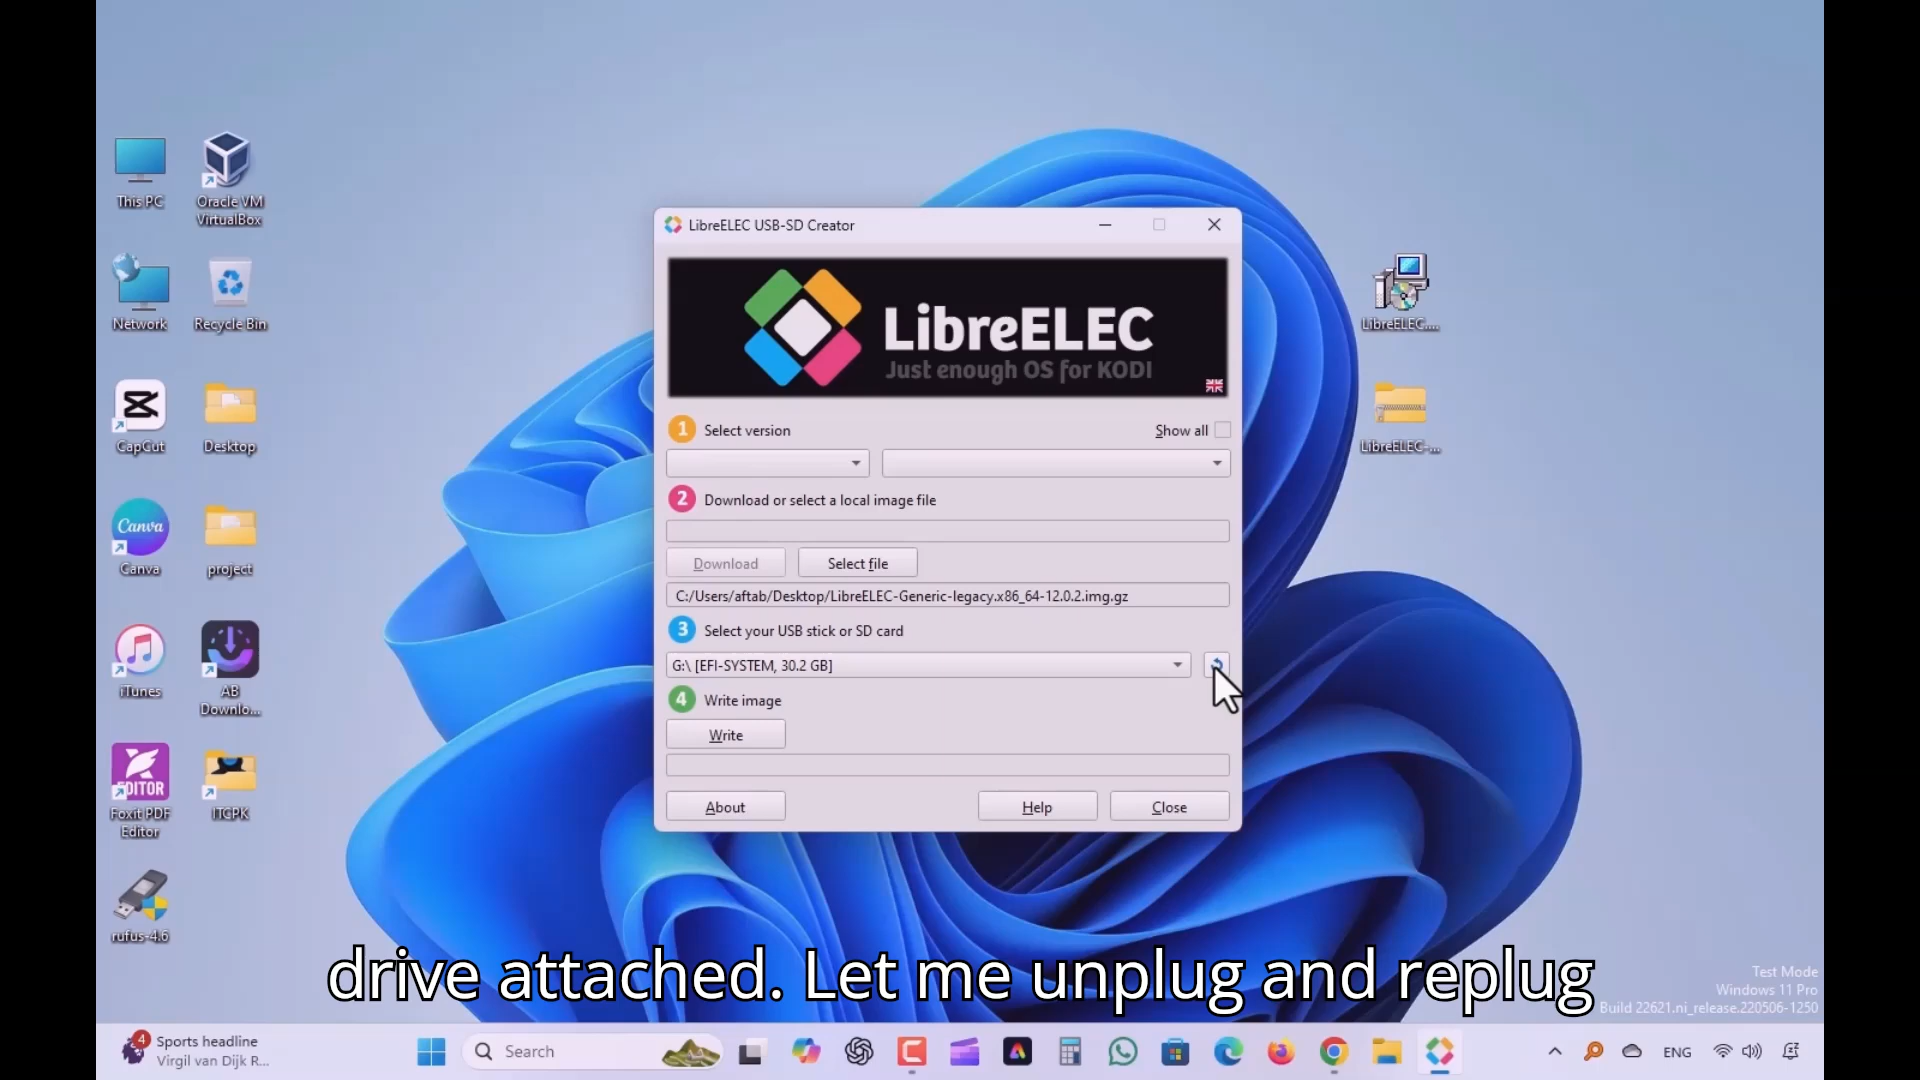 This PC
Oracle VM
VirtualBox
Network
Recycle Bin
CapCut
Desktop
Canva
Canva
project
iTunes
AB
Downlo...
EDITOR
Foxit PDF
Editor
ITCPK
rufus-4.6
LibreELEC....
LibreELEC-...
LibreELEC USB-SD Creator
LibreELEC
Just enough OS for KODI
1 Select version
Show all
2 Download or select a local image file
Download
Select file
C:/Users/aftab/Desktop/LibreELEC-Generic-legacy.x86_64-12.0.2.img.gz
3 Select your USB stick or SD card
G:\ [EFI-SYSTEM, 30.2 GB]
4 Write image
Write
About
Help
Close
drive attached. Let me unplug and replug
Test Mode
Windows 11 Pro
Build 22621.ni_release.220506-1250
4
Sports headline
Virgil van Dijk R...
Search
ENG